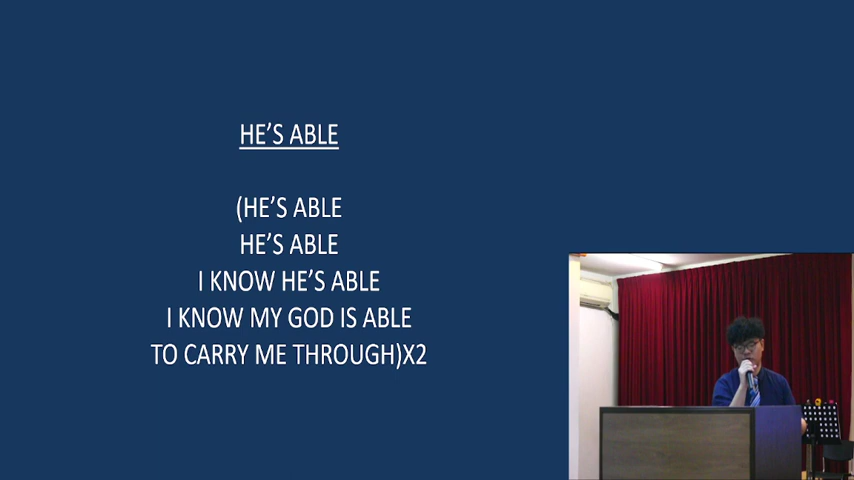 HE'S ABLE
(HE'S ABLE
HE'S ABLE
I KNOW HE'S ABLE
I KNOW MY GOD IS ABLE
TO CARRY ME THROUGH)X2